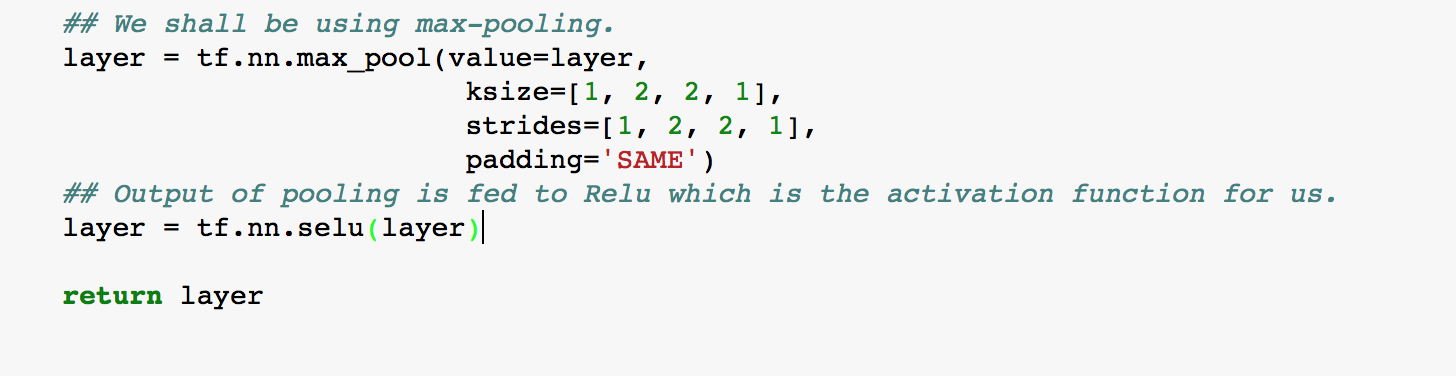 ## We shall be using max-pooling.
layer = tf.nn.max_pool(value=layer,
ksize=[1, 2, 2, 1],
strides=[1, 2, 2, 1],
padding='SAME')
## Output of pooling is fed to Relu which is the activation function for us.
layer = tf.nn.selu(layer)
return layer